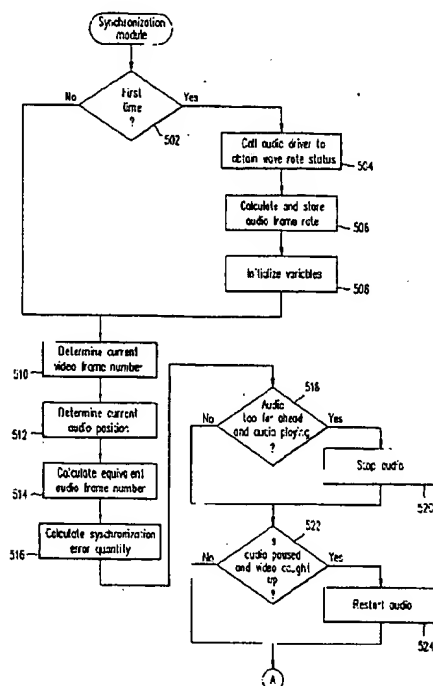 Synchronization
module
First
time
?
No
Yes
502
Call audio driver to
obtain wave rate status
504
Calculate and store
audio frame rate
506
Initialize variables
508
Determine current
video frame number
510
Determine current
audio position
512
Calculate equivalent
audio frame number
514
Calculate synchronization
error quantity
516
Audio
too far ahead
and audio playing
?
518
No
Yes
Stop audio
520
Is
audio paused
and video caught
up
?
522
No
Yes
Restart audio
524
A